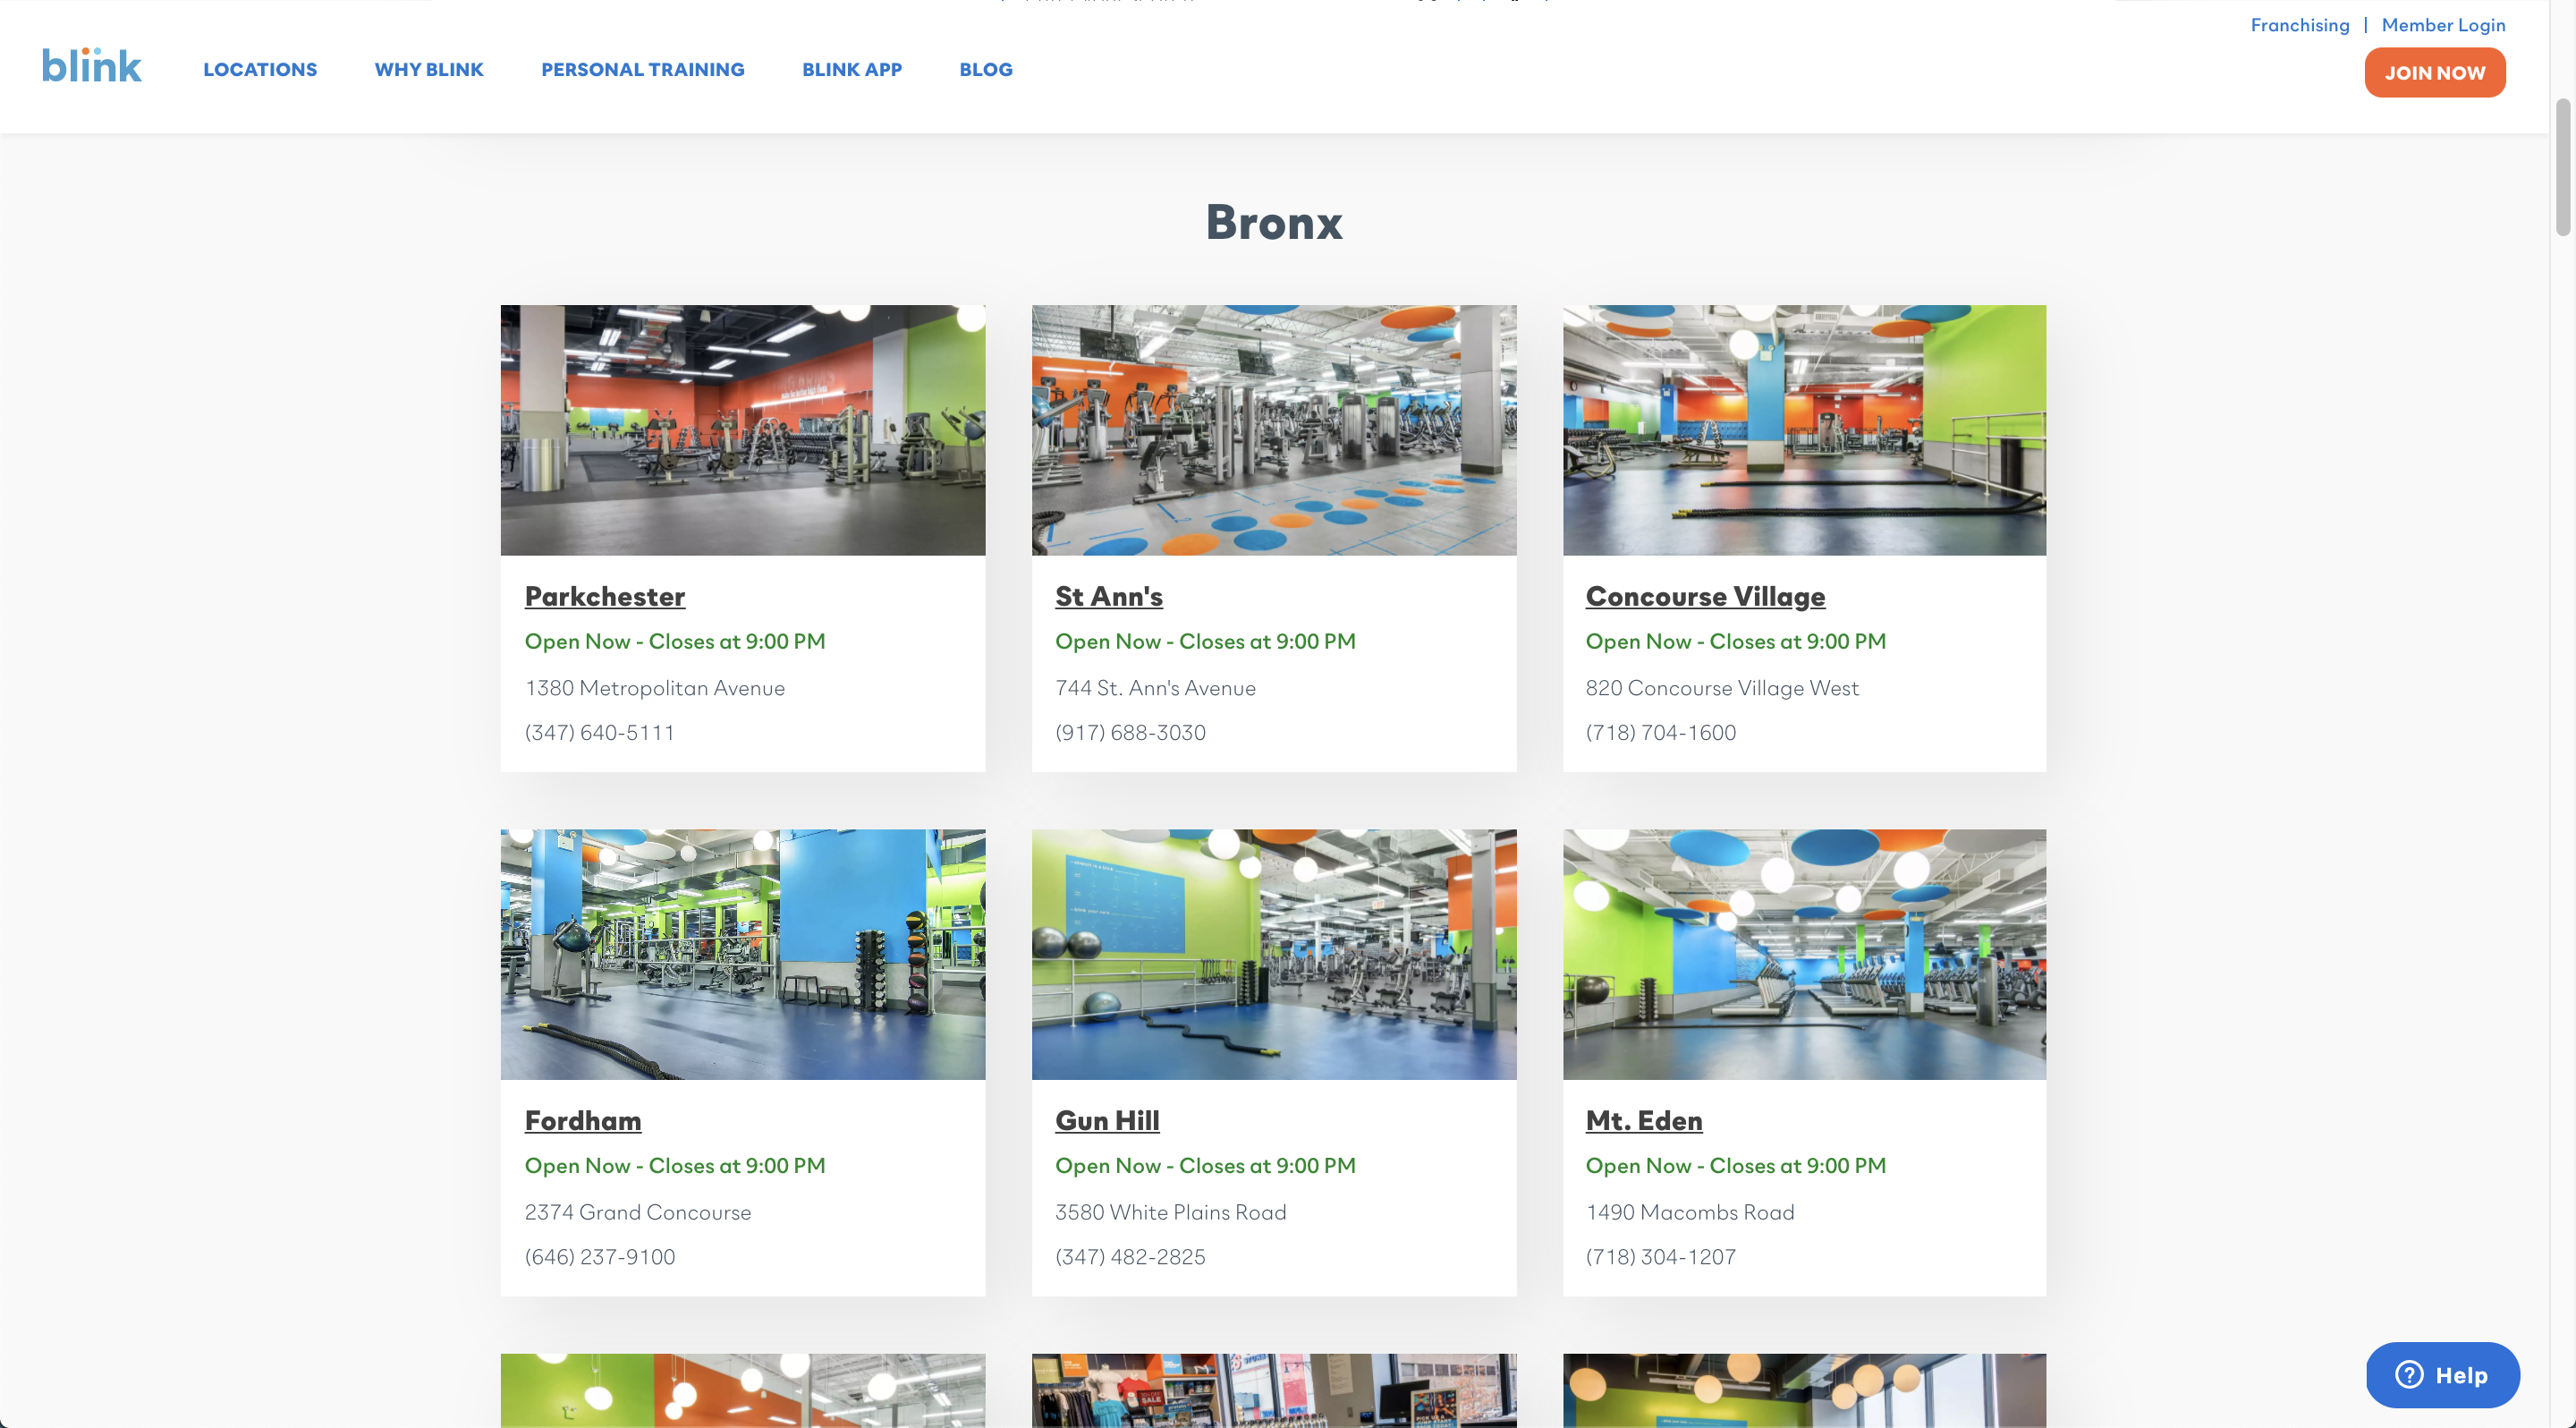 Franchising | Member Login
blink
LOCATIONS
WHY BLINK
PERSONAL TRAINING
BLINK APP
BLOG
JOIN NOW
Bronx
Parkchester
Open Now - Closes at 9:00 PM
1380 Metropolitan Avenue
(347) 640-5111
St Ann's
Open Now - Closes at 9:00 PM
744 St. Ann's Avenue
(917) 688-3030
Concourse Village
Open Now - Closes at 9:00 PM
820 Concourse Village West
(718) 704-1600
Fordham
Open Now - Closes at 9:00 PM
2374 Grand Concourse
(646) 237-9100
Gun Hill
Open Now - Closes at 9:00 PM
3580 White Plains Road
(347) 482-2825
Mt. Eden
Open Now - Closes at 9:00 PM
1490 Macombs Road
(718) 304-1207
SALE
Help